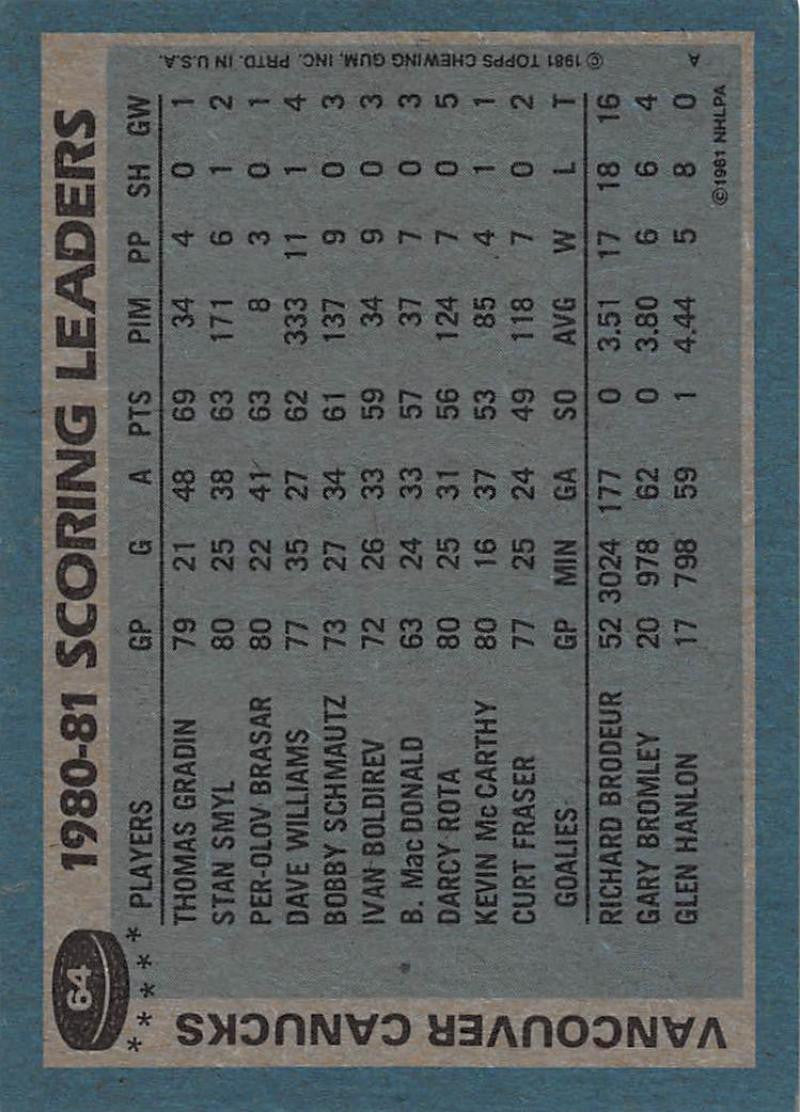 64
1980-81 SCORING LEADERS
* * * * *
VANCOUVER CANUCKS
PLAYERS GP G A PTS PIM PP SH GW
THOMAS GRADIN 79 21 48 69 34 4 0 1
STAN SMYL 80 25 38 63 171 6 1 2
PER-OLOV BRASAR 80 22 41 63 8 3 0 1
DAVE WILLIAMS 77 35 27 62 333 11 1 4
BOBBY SCHMAUTZ 73 27 34 61 137 9 0 3
IVAN BOLDIREV 72 26 33 59 34 9 0 3
B. Mac DONALD 63 24 33 57 37 7 0 3
DARCY ROTA 80 25 31 56 124 7 0 5
KEVIN Mc CARTHY 80 16 37 53 85 4 1 1
CURT FRASER 77 25 24 49 118 7 0 2
GOALIES GP MIN GA SO AVG W L T
RICHARD BRODEUR 52 3024 177 0 3.51 17 18 16
GARY BROMLEY 20 978 62 0 3.80 6 6 4
GLEN HANLON 17 798 59 1 4.44 5 8 0
©1981 NHLPA
© 1981 TOPPS CHEWING GUM, INC. PRTD. IN U.S.A.
A